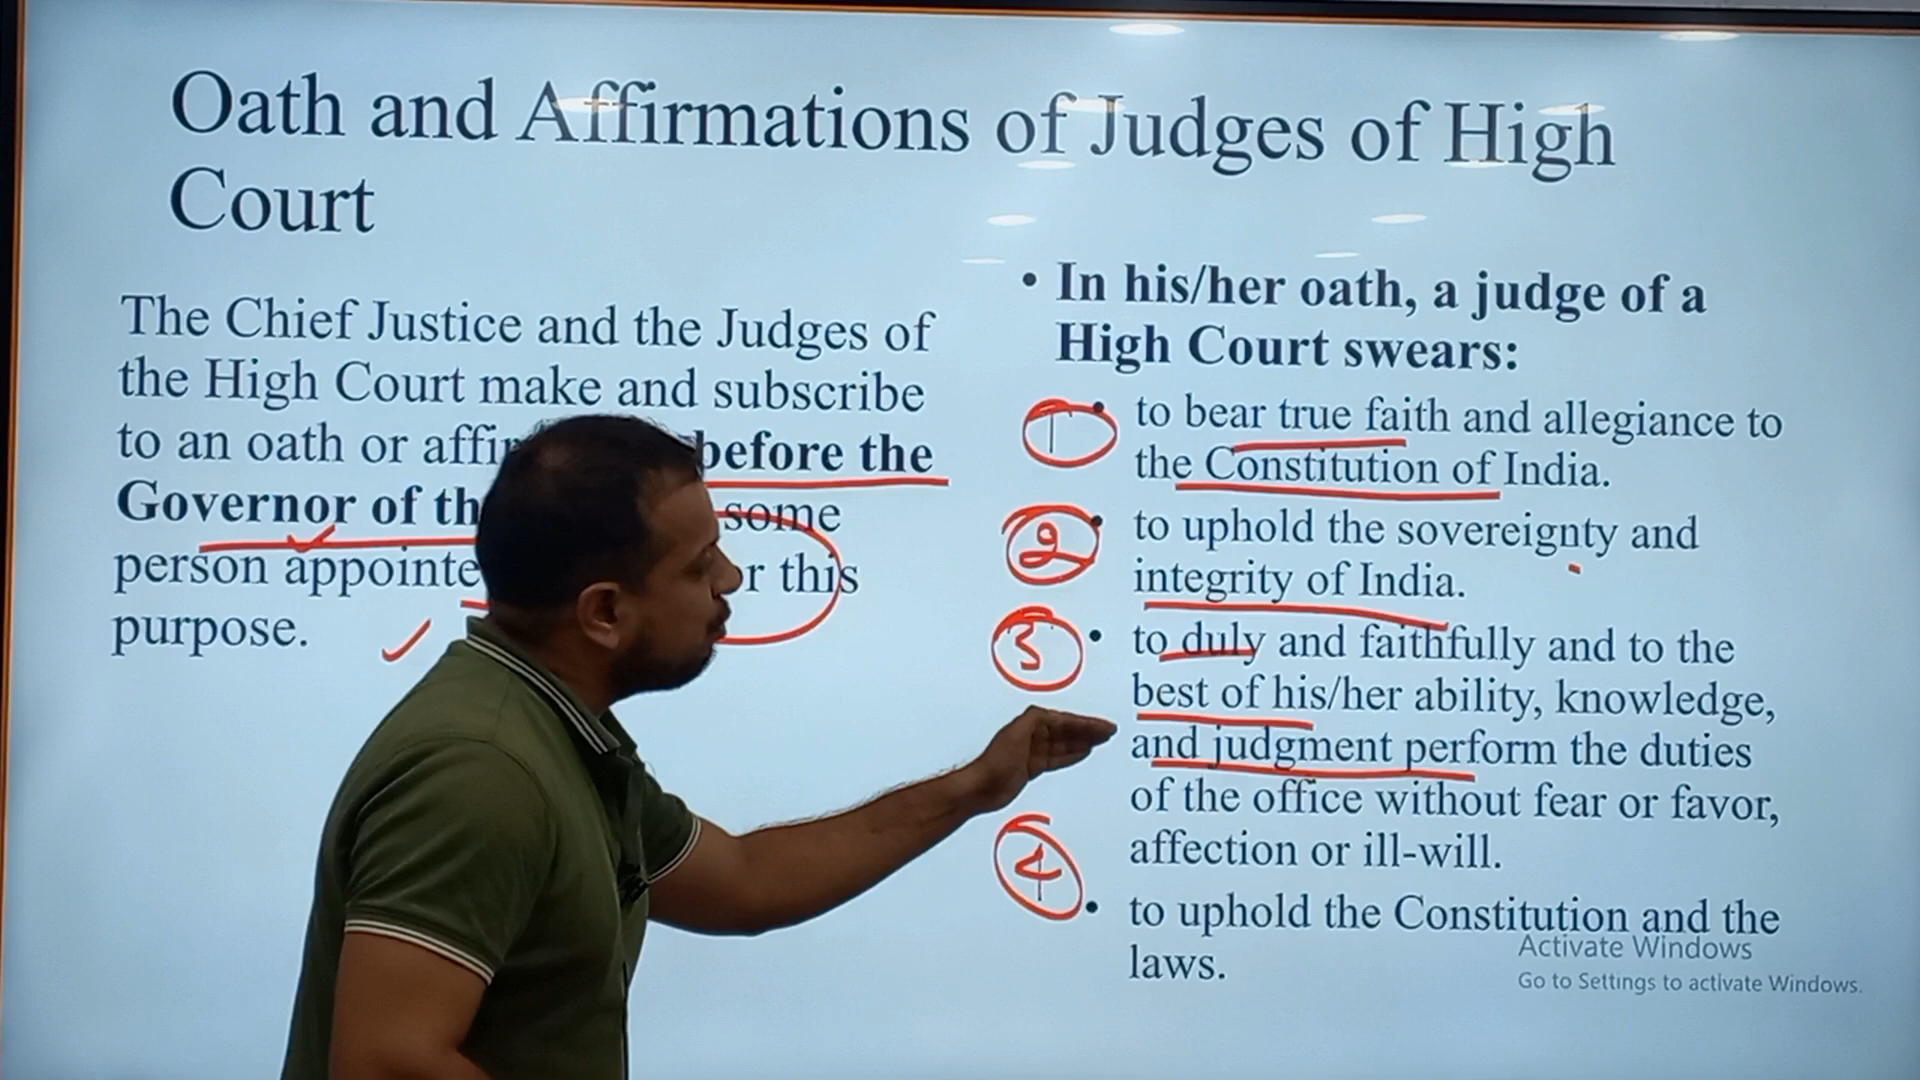 Oath and Affirmations of Judges of High
Court
The Chief Justice and the Judges of
the High Court make and subscribe
to an oath or before the
Governor of some
person this
purpose.
• In his/her oath, a judge of a
High Court swears:
1 • to bear true faith and allegiance to
the Constitution of India.
2 • to uphold the sovereignty and
integrity of India.
3 • to duly and faithfully and to the
best of his/her ability, knowledge,
and judgment perform the duties
of the office without fear or favor,
affection or ill-will.
4 • to uphold the Constitution and the
laws.
Activate Windows
Go to Settings to activate Windows.